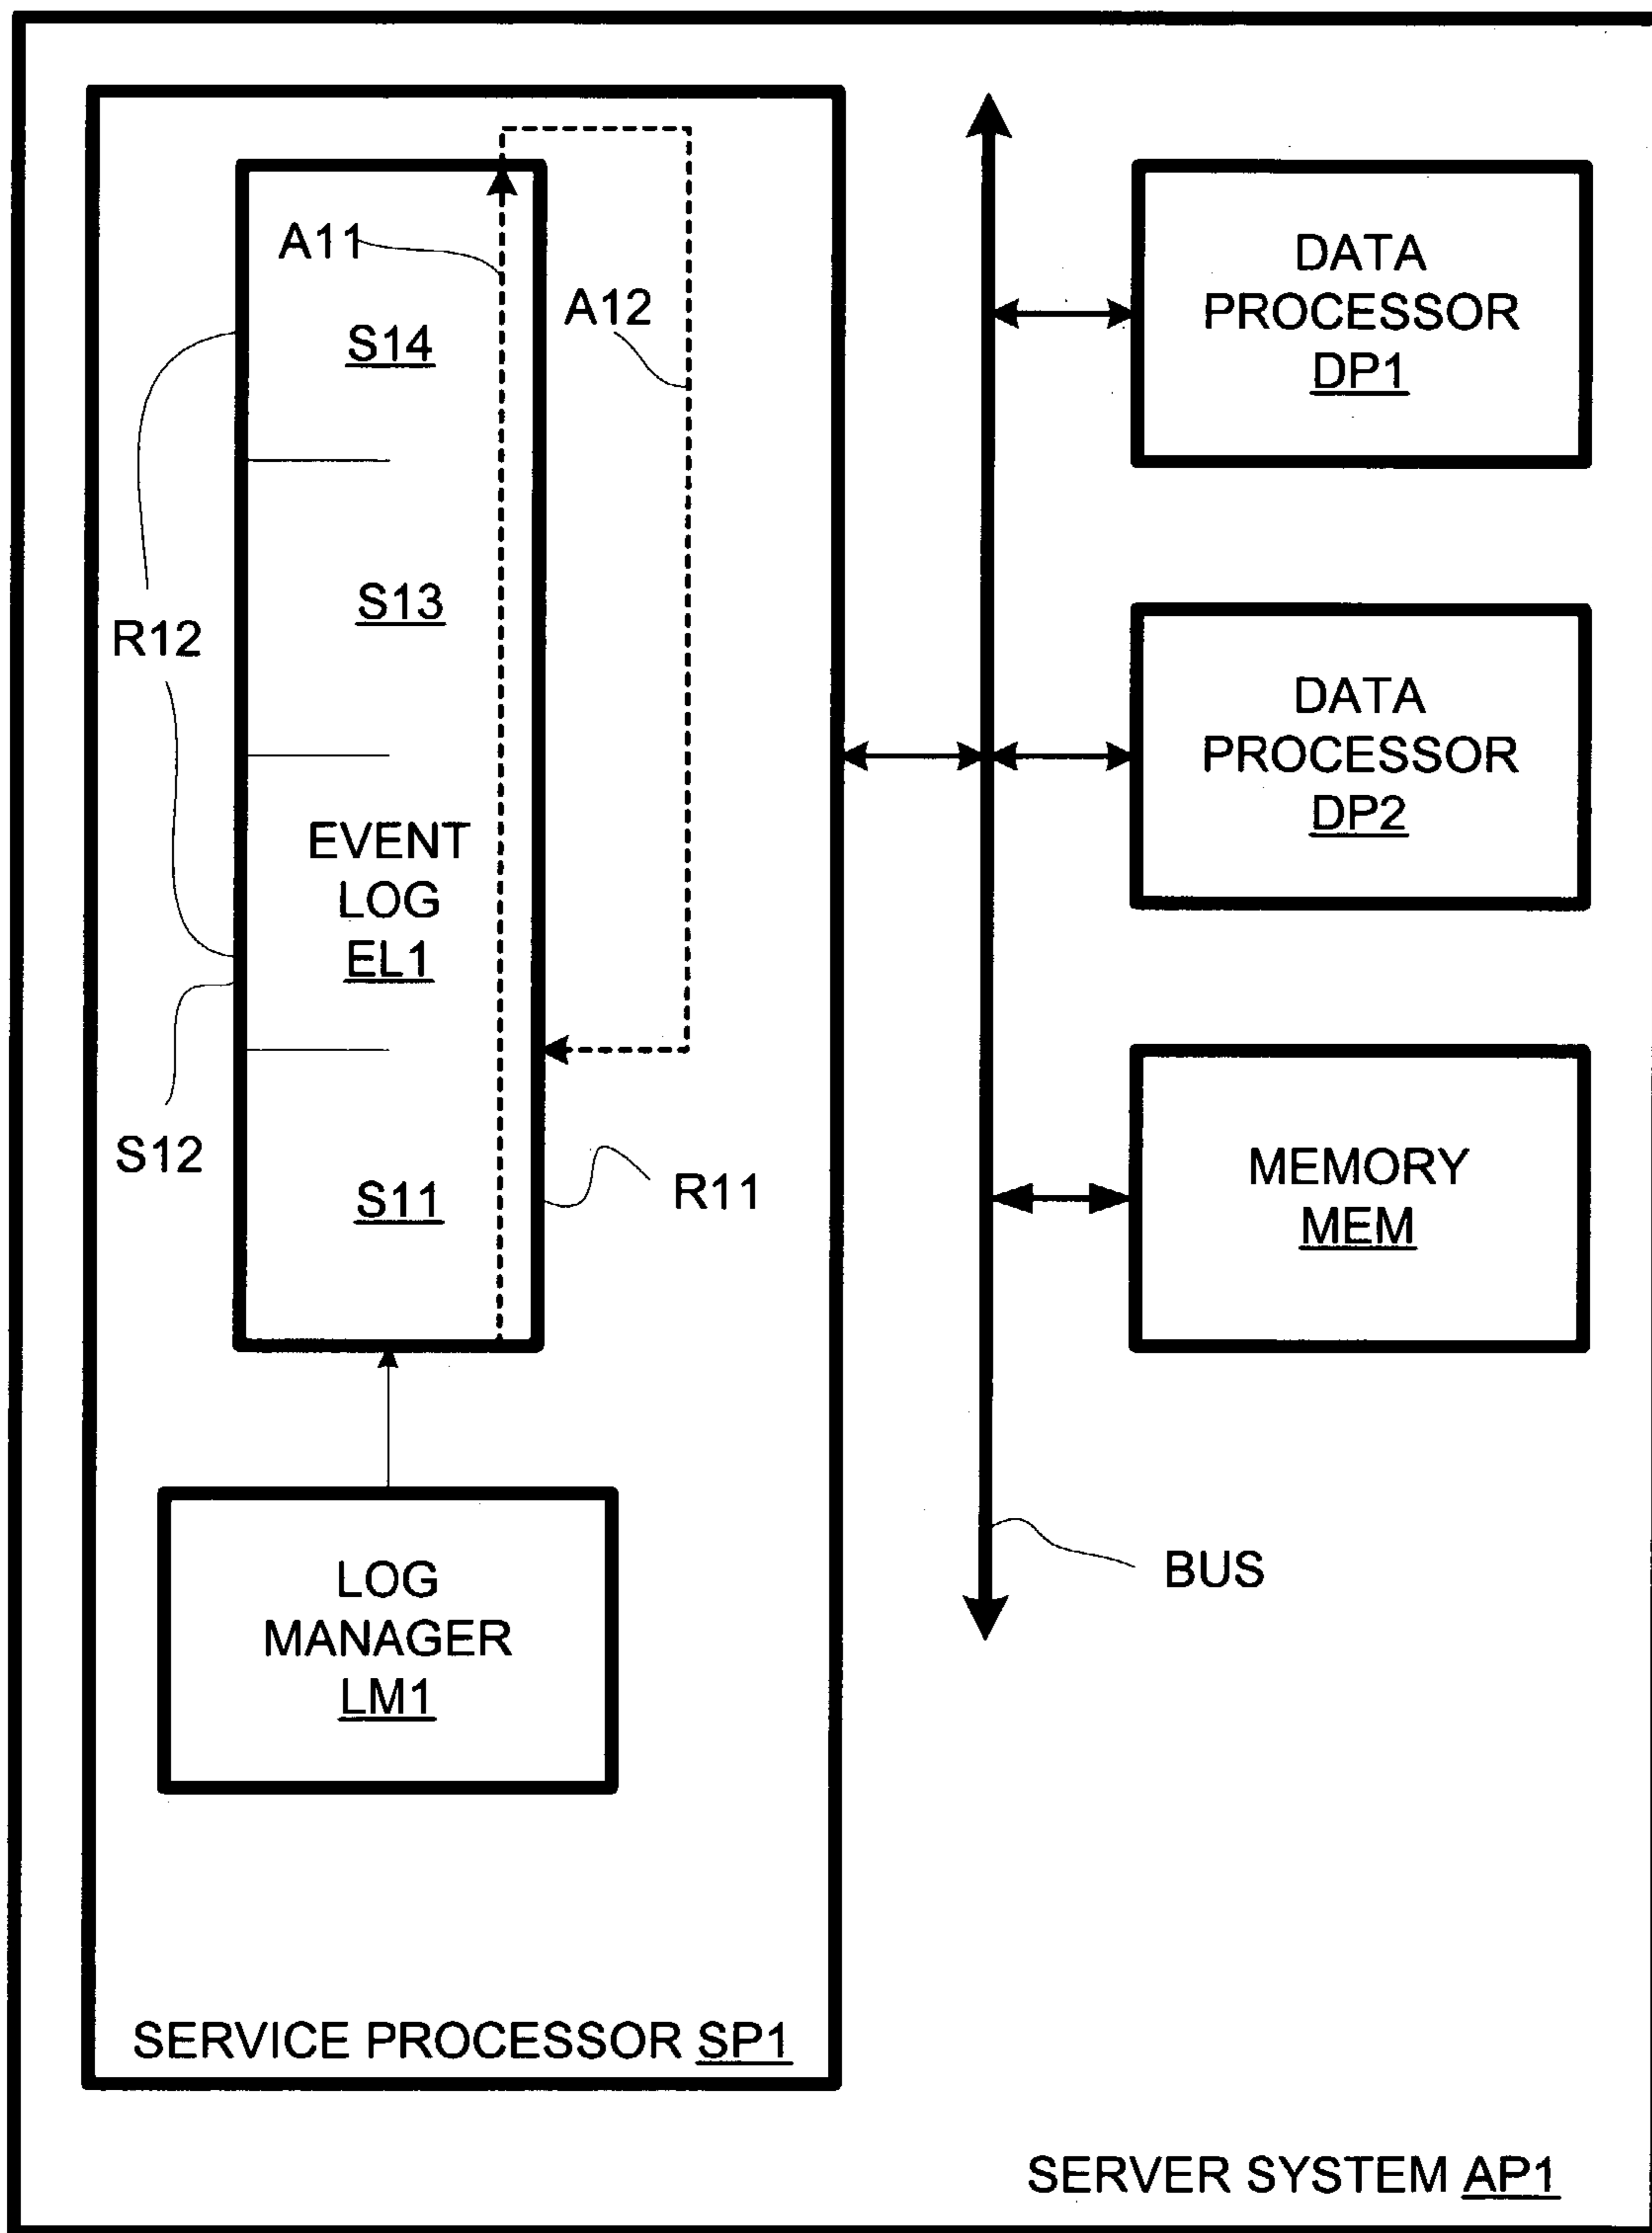 A11
A12
S14
R12
S13
EVENT
LOG
EL1
S12
S11
R11
LOG
MANAGER
LM1
SERVICE PROCESSOR SP1
DATA
PROCESSOR
DP1
DATA
PROCESSOR
DP2
MEMORY
MEM
BUS
SERVER SYSTEM AP1